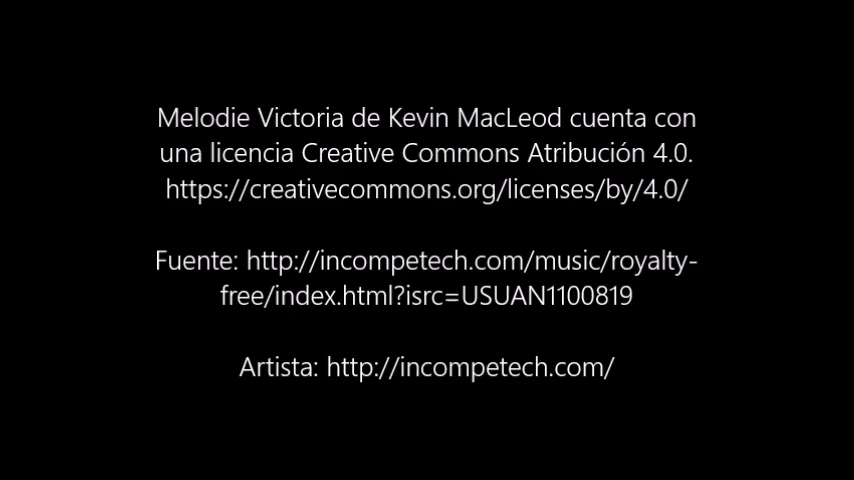 Melodie Victoria de Kevin MacLeod cuenta con
una licencia Creative Commons Atribución 4.0.
https://creativecommons.org/licenses/by/4.0/
Fuente: http://incompetech.com/music/royalty-
free/index.html?isrc=USUAN1100819
Artista: http://incompetech.com/